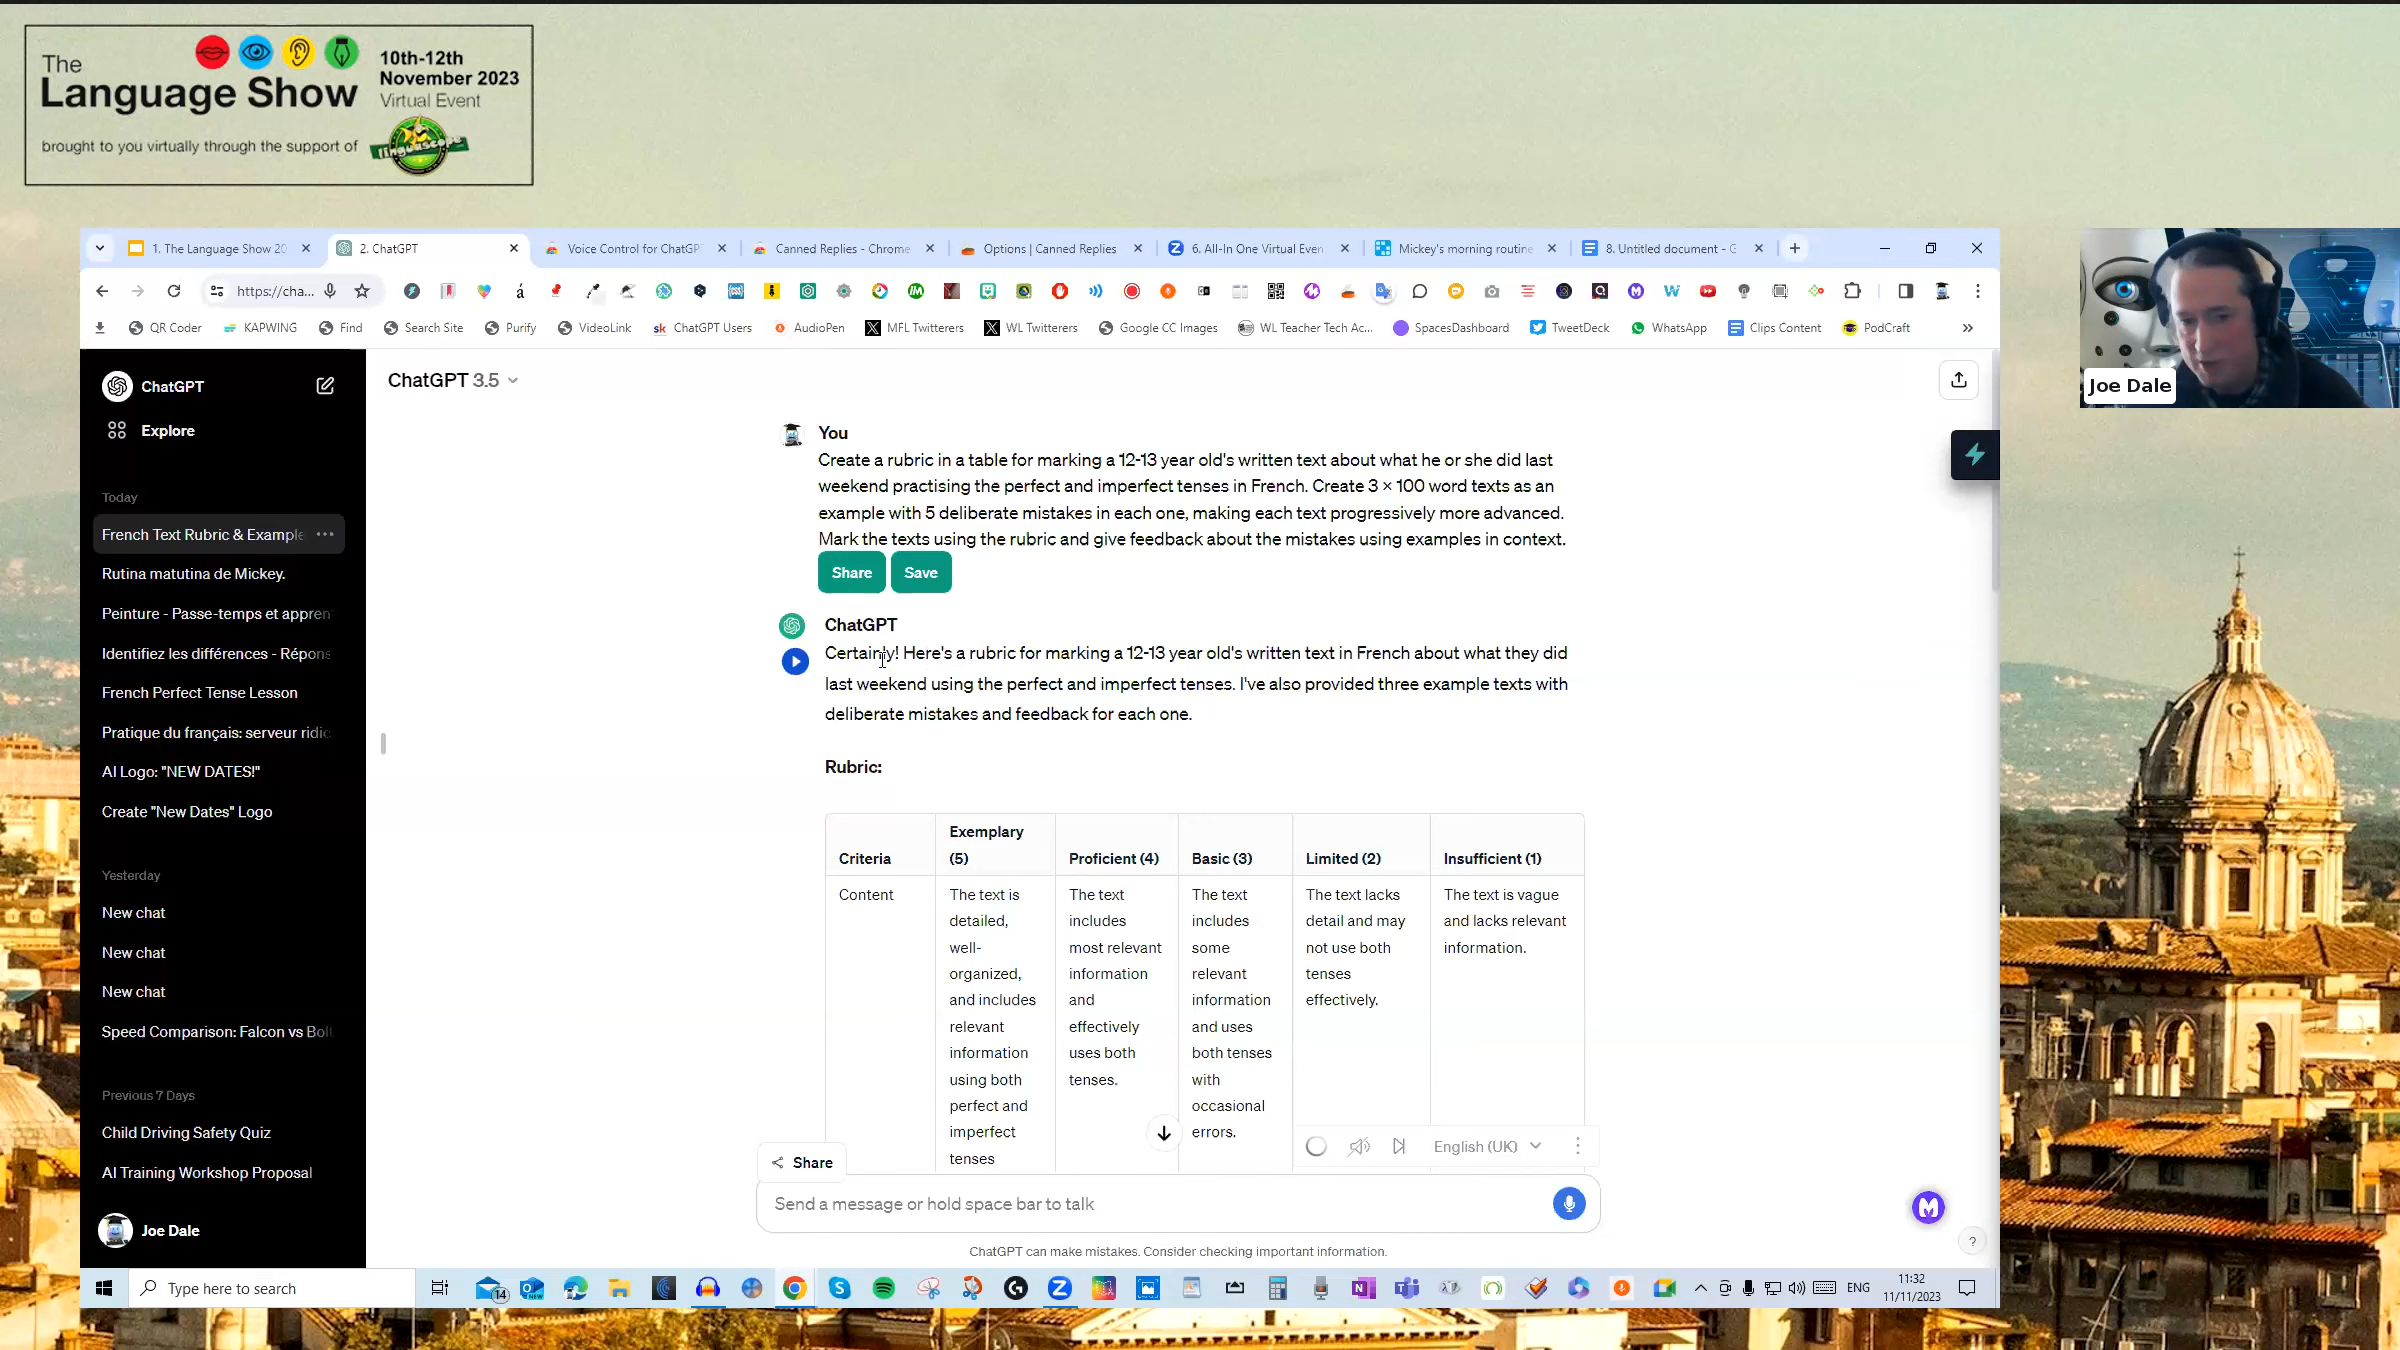 The
Language Show
10th-12th
November 2023
Virtual Event
brought to you virtually through the support of
linguascope
1. The Language Show 20
2. ChatGPT
Voice Control for ChatGP
Canned Replies - Chrome
Options | Canned Replies
6. All-In One Virtual Even
Mickey's morning routine
8. Untitled document - G
https://cha...
QR Coder
KAPWING
Find
Search Site
Purify
VideoLink
sk ChatGPT Users
AudioPen
MFL Twitterers
WL Twitterers
Google CC Images
WL Teacher Tech Ac...
SpacesDashboard
TweetDeck
WhatsApp
Clips Content
PodCraft
Joe Dale
ChatGPT
Explore
Today
French Text Rubric & Example
Rutina matutina de Mickey.
Peinture - Passe-temps et appren
Identifiez les différences - Répons
French Perfect Tense Lesson
Pratique du français: serveur ridic
AI Logo: "NEW DATES!"
Create "New Dates" Logo
Yesterday
New chat
New chat
New chat
Speed Comparison: Falcon vs Bol
Previous 7 Days
Child Driving Safety Quiz
AI Training Workshop Proposal
Joe Dale
ChatGPT 3.5
You
Create a rubric in a table for marking a 12-13 year old's written text about what he or she did last
weekend practising the perfect and imperfect tenses in French. Create 3 × 100 word texts as an
example with 5 deliberate mistakes in each one, making each text progressively more advanced.
Mark the texts using the rubric and give feedback about the mistakes using examples in context.
Share Save
ChatGPT
Certainly! Here's a rubric for marking a 12-13 year old's written text in French about what they did
last weekend using the perfect and imperfect tenses. I've also provided three example texts with
deliberate mistakes and feedback for each one.
Rubric:
Criteria
Exemplary
(5)
Proficient (4)
Basic (3)
Limited (2)
Insufficient (1)
Content
The text is
detailed,
well-
organized,
and includes
relevant
information
using both
perfect and
imperfect
tenses
The text
includes
most relevant
information
and
effectively
uses both
tenses.
The text
includes
some
relevant
information
and uses
both tenses
with
occasional
errors.
The text lacks
detail and may
not use both
tenses
effectively.
The text is vague
and lacks relevant
information.
English (UK)
Share
Send a message or hold space bar to talk
ChatGPT can make mistakes. Consider checking important information.
?
Type here to search
14
ENG
11:32
11/11/2023